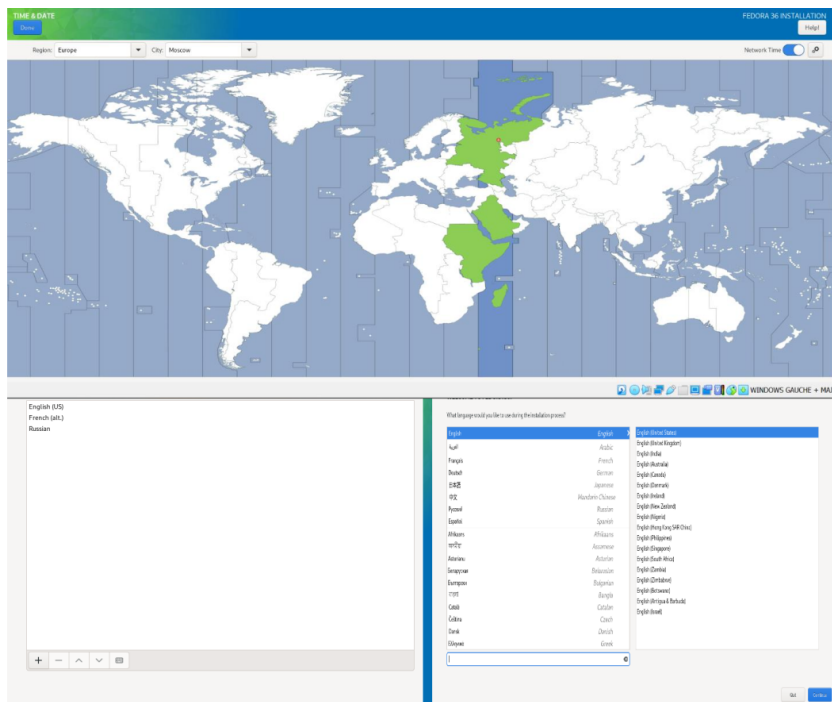 TIME & DATE
FEDORA 36 INSTALLATION
Done
Help!
Region: Europe City: Moscow Network Time
WINDOWS GAUCHE + MA
English (US)
French (alt.)
Russian
What language would you like to use during the installation process?
English English
العربية Arabic
Français French
Deutsch German
日本語 Japanese
中文 Mandarin Chinese
Русский Russian
Español Spanish
Afrikaans Afrikaans
অসমীয়া Assamese
Asturianu Asturian
Беларуская Belarusian
Български Bulgarian
বাংলা Bangla
Català Catalan
Čeština Czech
Dansk Danish
Ελληνικά Greek
English (United States)
English (United Kingdom)
English (India)
English (Australia)
English (Canada)
English (Denmark)
English (Ireland)
English (New Zealand)
English (Nigeria)
English (Hong Kong SAR China)
English (Philippines)
English (Singapore)
English (South Africa)
English (Zambia)
English (Zimbabwe)
English (Botswana)
English (Antigua & Barbuda)
English (Israel)
Quit
Continue